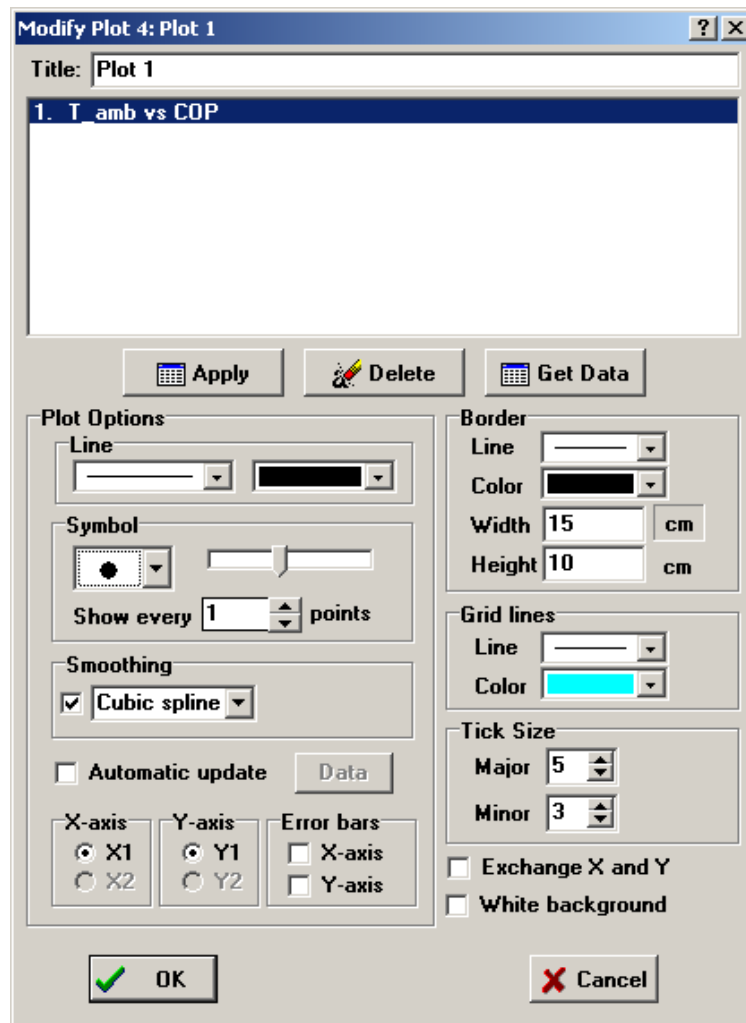 Modify Plot 4: Plot 1
Title: Plot 1
1. T_amb vs COP
Apply Delete Get Data
Plot Options
Line
Symbol
Show every 1 points
Smoothing
Cubic spline
Automatic update Data
X-axis
X1
X2
Y-axis
Y1
Y2
Error bars
X-axis
Y-axis
Border
Line
Color
Width 15 cm
Height 10 cm
Grid lines
Line
Color
Tick Size
Major 5
Minor 3
Exchange X and Y
White background
OK Cancel